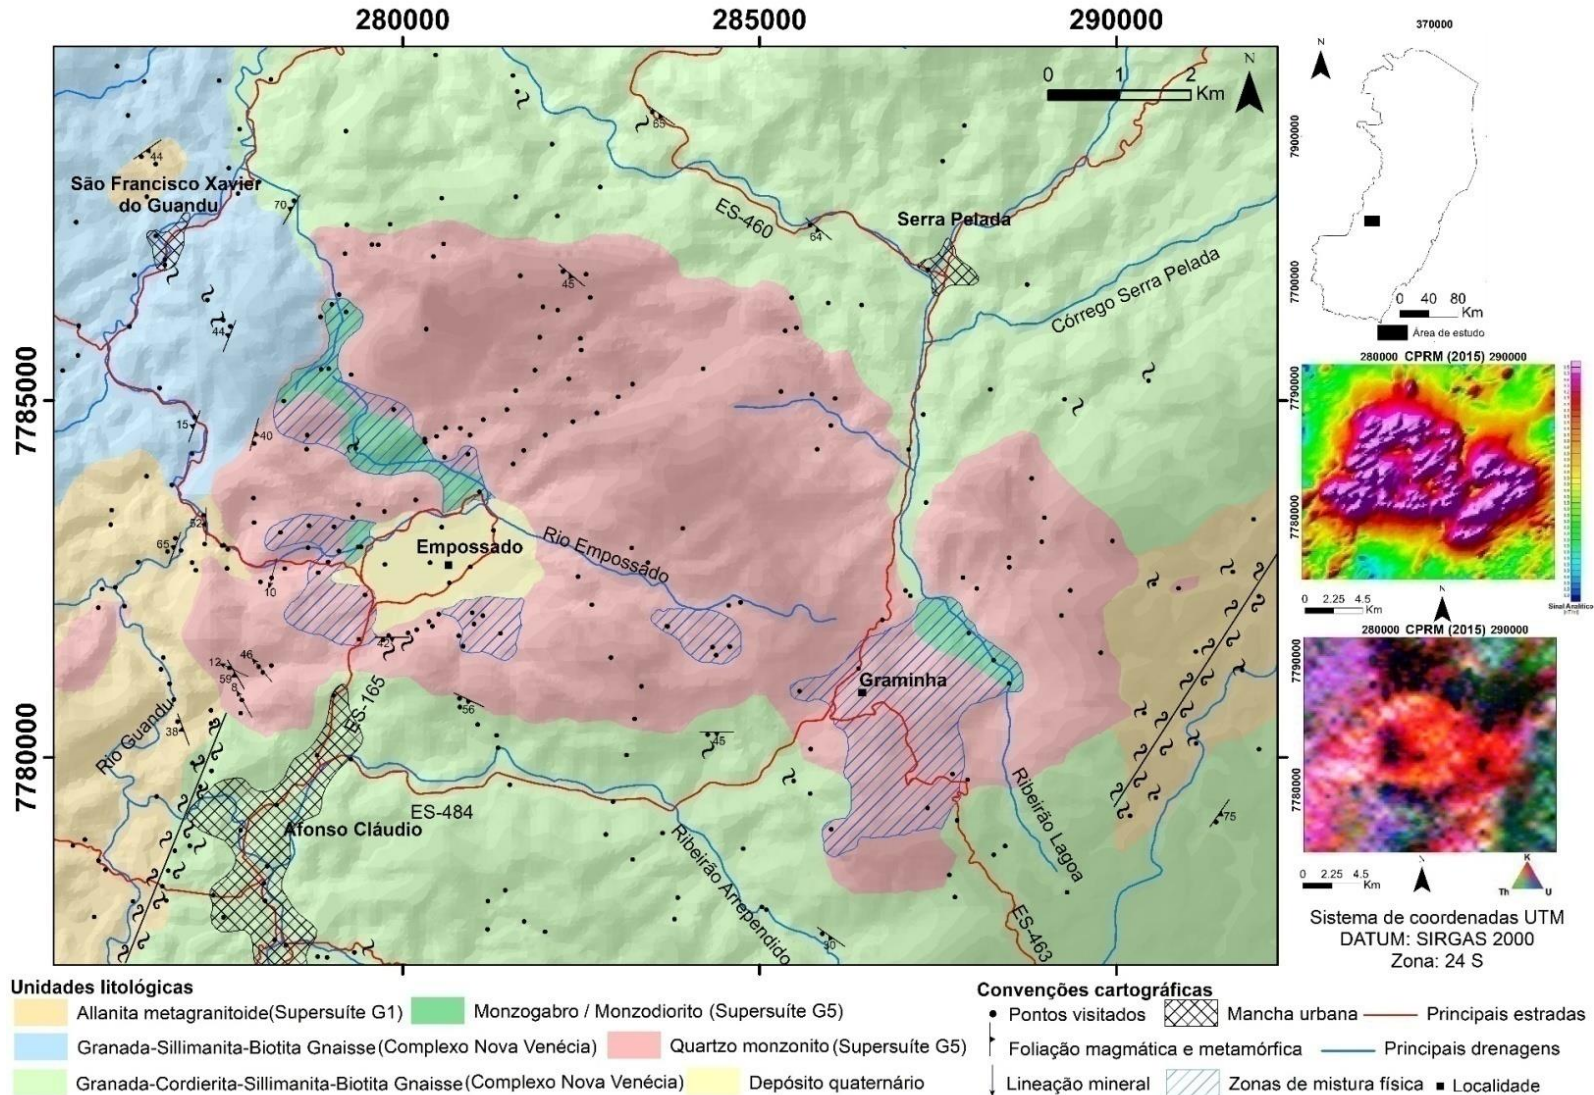 280000
285000
290000
7785000
7780000
0 1 2
Km
N
São Francisco Xavier
do Guandu
Serra Pelada
ES-460
Córrego Serra Pelada
Empossado
Rio Empossado
Graminha
ES-165
Rio Guandu
Afonso Cláudio
ES-484
Ribeirão Arrependido
Ribeirão Lagoa
ES-463
44
70
65
64
45
44
15
40
52
65
10
42
12
46
59
8
38
56
45
75
30
370000
N
7900000
7700000
0 40 80
Km
Área de estudo
280000 CPRM (2015) 290000
7790000
7780000
0 2.25 4.5
Km
N
Sinal Analítico
280000 CPRM (2015) 290000
7790000
7780000
0 2.25 4.5
Km
K
Th U
Sistema de coordenadas UTM
DATUM: SIRGAS 2000
Zona: 24 S
Unidades litológicas
Allanita metagranitoide(Supersuíte G1)
Monzogabro / Monzodiorito (Supersuíte G5)
Granada-Sillimanita-Biotita Gnaisse(Complexo Nova Venécia)
Quartzo monzonito (Supersuíte G5)
Granada-Cordierita-Sillimanita-Biotita Gnaisse(Complexo Nova Venécia)
Depósito quaternário
Convenções cartográficas
Pontos visitados
Mancha urbana
Principais estradas
Foliação magmática e metamórfica
Principais drenagens
Lineação mineral
Zonas de mistura física
Localidade